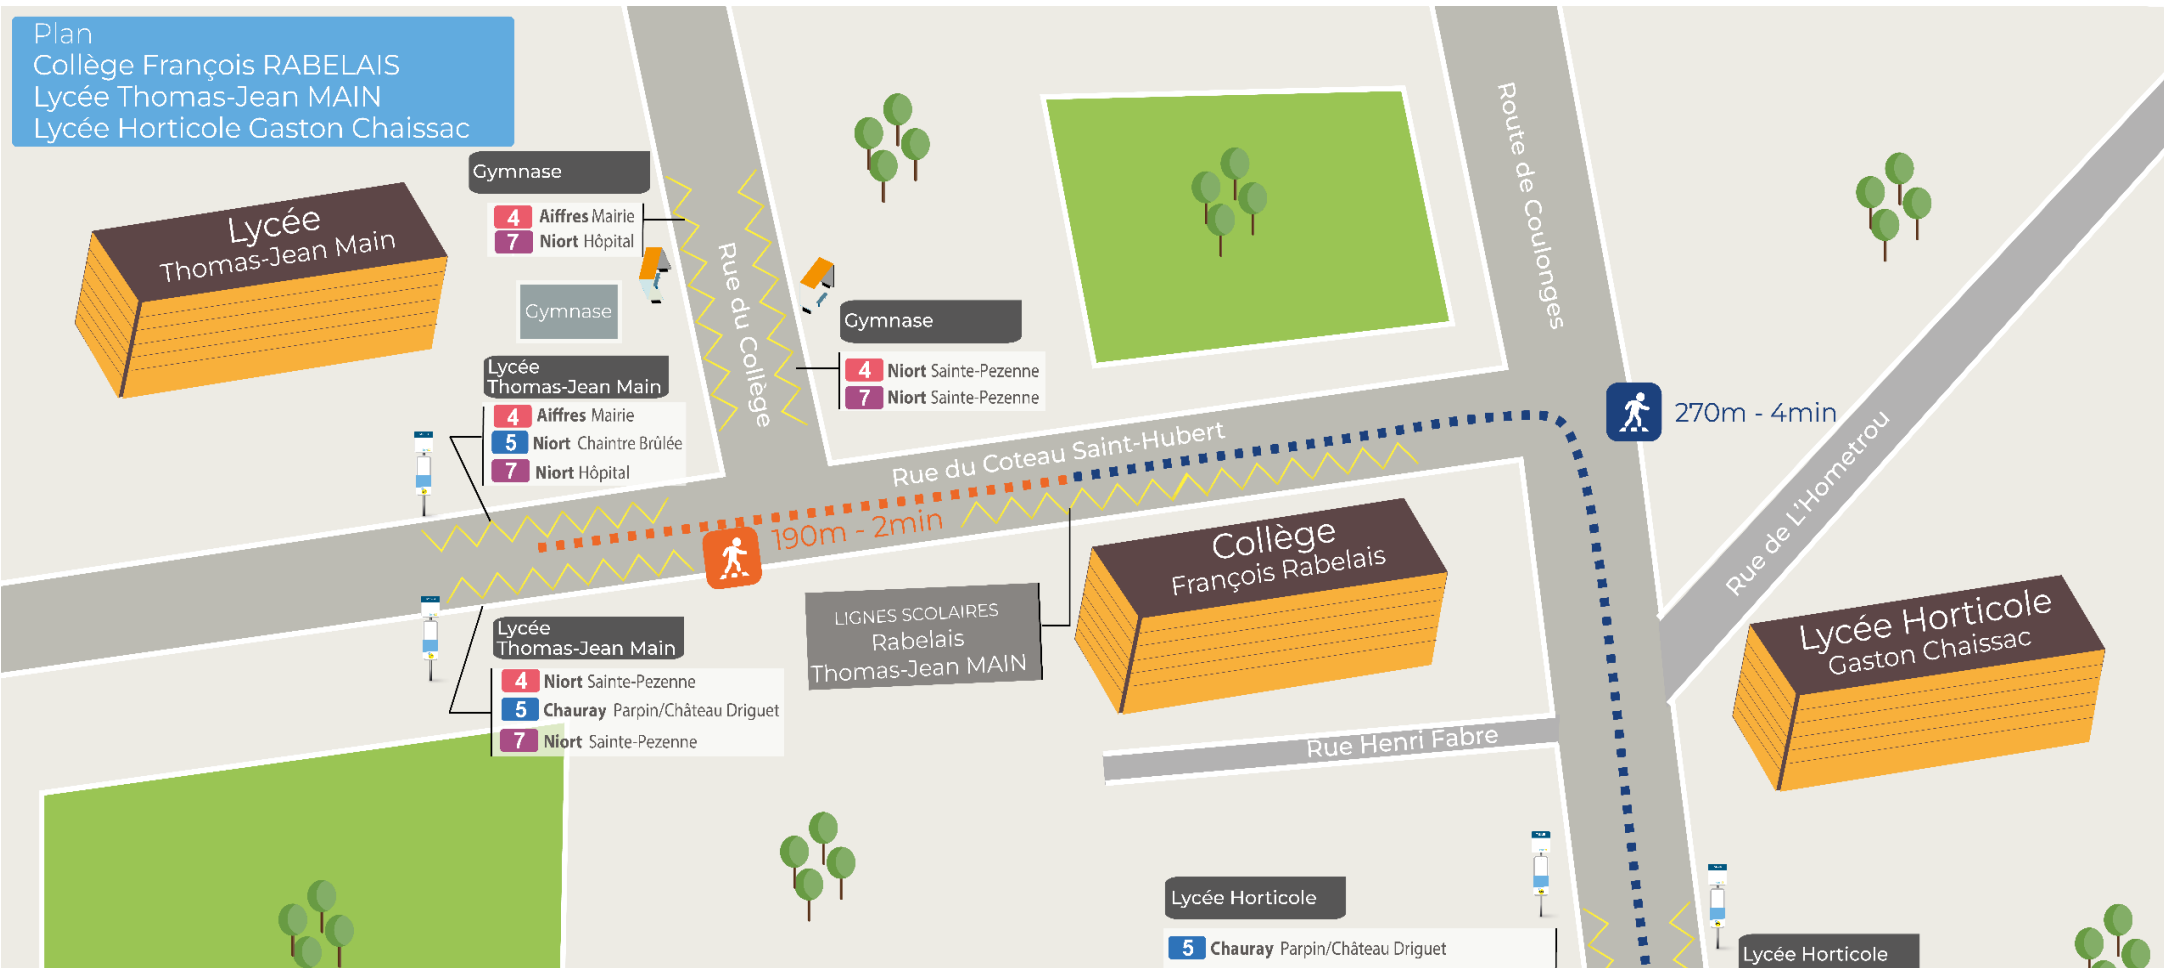 Plan
Collège François RABELAIS
Lycée Thomas-Jean MAIN
Lycée Horticole Gaston Chaissac
Gymnase
4 Aiffres Mairie
7 Niort Hôpital
Lycée
Thomas-Jean Main
Gymnase
Rue du Collège
Gymnase
4 Niort Sainte-Pezenne
7 Niort Sainte-Pezenne
Route de Coulonges
Lycée
Thomas-Jean Main
4 Aiffres Mairie
5 Niort Chaintre Brûlée
7 Niort Hôpital
270m - 4min
Rue du Coteau Saint-Hubert
190m - 2min
Rue de L'Hometrou
Collège
François Rabelais
LIGNES SCOLAIRES
Rabelais
Thomas-Jean MAIN
Lycée Horticole
Gaston Chaissac
Lycée
Thomas-Jean Main
4 Niort Sainte-Pezenne
5 Chauray Parpin/Château Driguet
7 Niort Sainte-Pezenne
Rue Henri Fabre
Lycée Horticole
5 Chauray Parpin/Château Driguet
Lycée Horticole